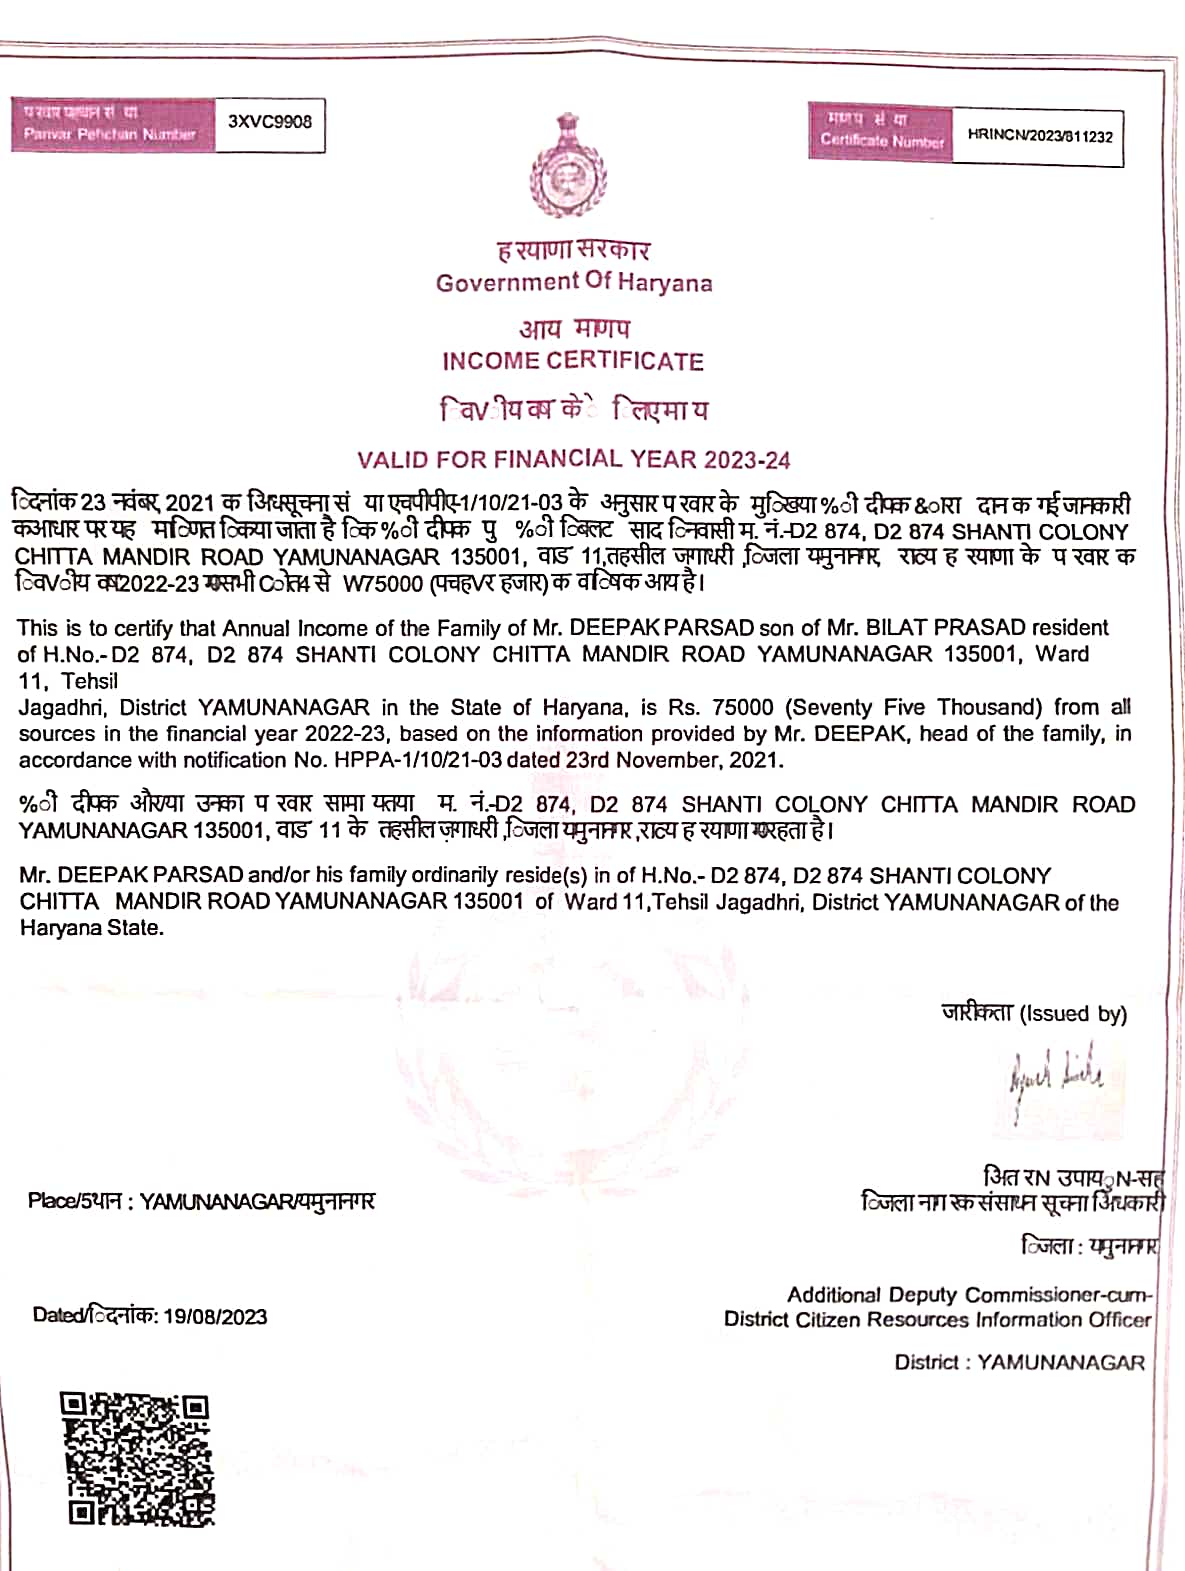 परिवार पहचान सं या
Parivar Pehchan Number
3XVC9908
माणप सं या
Certificate Number
HRINCN/2023/811232
ह रयाणा सरकार
Government Of Haryana
आय माणप
INCOME CERTIFICATE
िवVीय वष के िलए मा य
VALID FOR FINANCIAL YEAR 2023-24
िदनांक 23 नवंबर, 2021 क अिधसूचना सं या एचपीपीए-1/10/21-03 के अनुसार प रवार के मुिखया %ी दीपक &ारा दान क गई जानकारी
कआधार पर यह मािणत िकया जाता है िक %ी दीपक पु %ी िबलट साद िनवासी म. नं.-D2 874, D2 874 SHANTI COLONY
CHITTA MANDIR ROAD YAMUNANAGAR 135001, वाड 11,तहसील जगाधरी ,िजला यमुनानगर, राज्य ह रयाणा के प रवार क
िवVीय वष2022-23 मसभी Cोत4 से W75000 (पचहVर हजार) क वािषक आय है।
This is to certify that Annual Income of the Family of Mr. DEEPAK PARSAD son of Mr. BILAT PRASAD resident
of H.No.- D2 874, D2 874 SHANTI COLONY CHITTA MANDIR ROAD YAMUNANAGAR 135001, Ward
11, Tehsil
Jagadhri, District YAMUNANAGAR in the State of Haryana, is Rs. 75000 (Seventy Five Thousand) from all
sources in the financial year 2022-23, based on the information provided by Mr. DEEPAK, head of the family, in
accordance with notification No. HPPA-1/10/21-03 dated 23rd November, 2021.
%ी दीपक और/या उनका प रवार सामा यतया म. नं.-D2 874, D2 874 SHANTI COLONY CHITTA MANDIR ROAD
YAMUNANAGAR 135001, वाड 11 के तहसील ज़गाधरी ,िजला यमुनानगर ,राज्य ह रयाणा मरहता है।
Mr. DEEPAK PARSAD and/or his family ordinarily reside(s) in of H.No.- D2 874, D2 874 SHANTI COLONY
CHITTA MANDIR ROAD YAMUNANAGAR 135001 of Ward 11,Tehsil Jagadhri, District YAMUNANAGAR of the
Haryana State.
जारीकता (Issued by)
अित रN उपायुN-सह
िजला नाग रक संसाधन सूचना अिधकारी
Place/5थान : YAMUNANAGAR/यमुनानगर
िजला : यमुनानगर
Additional Deputy Commissioner-cum-
Dated/िदनांक: 19/08/2023
District Citizen Resources Information Officer
District : YAMUNANAGAR